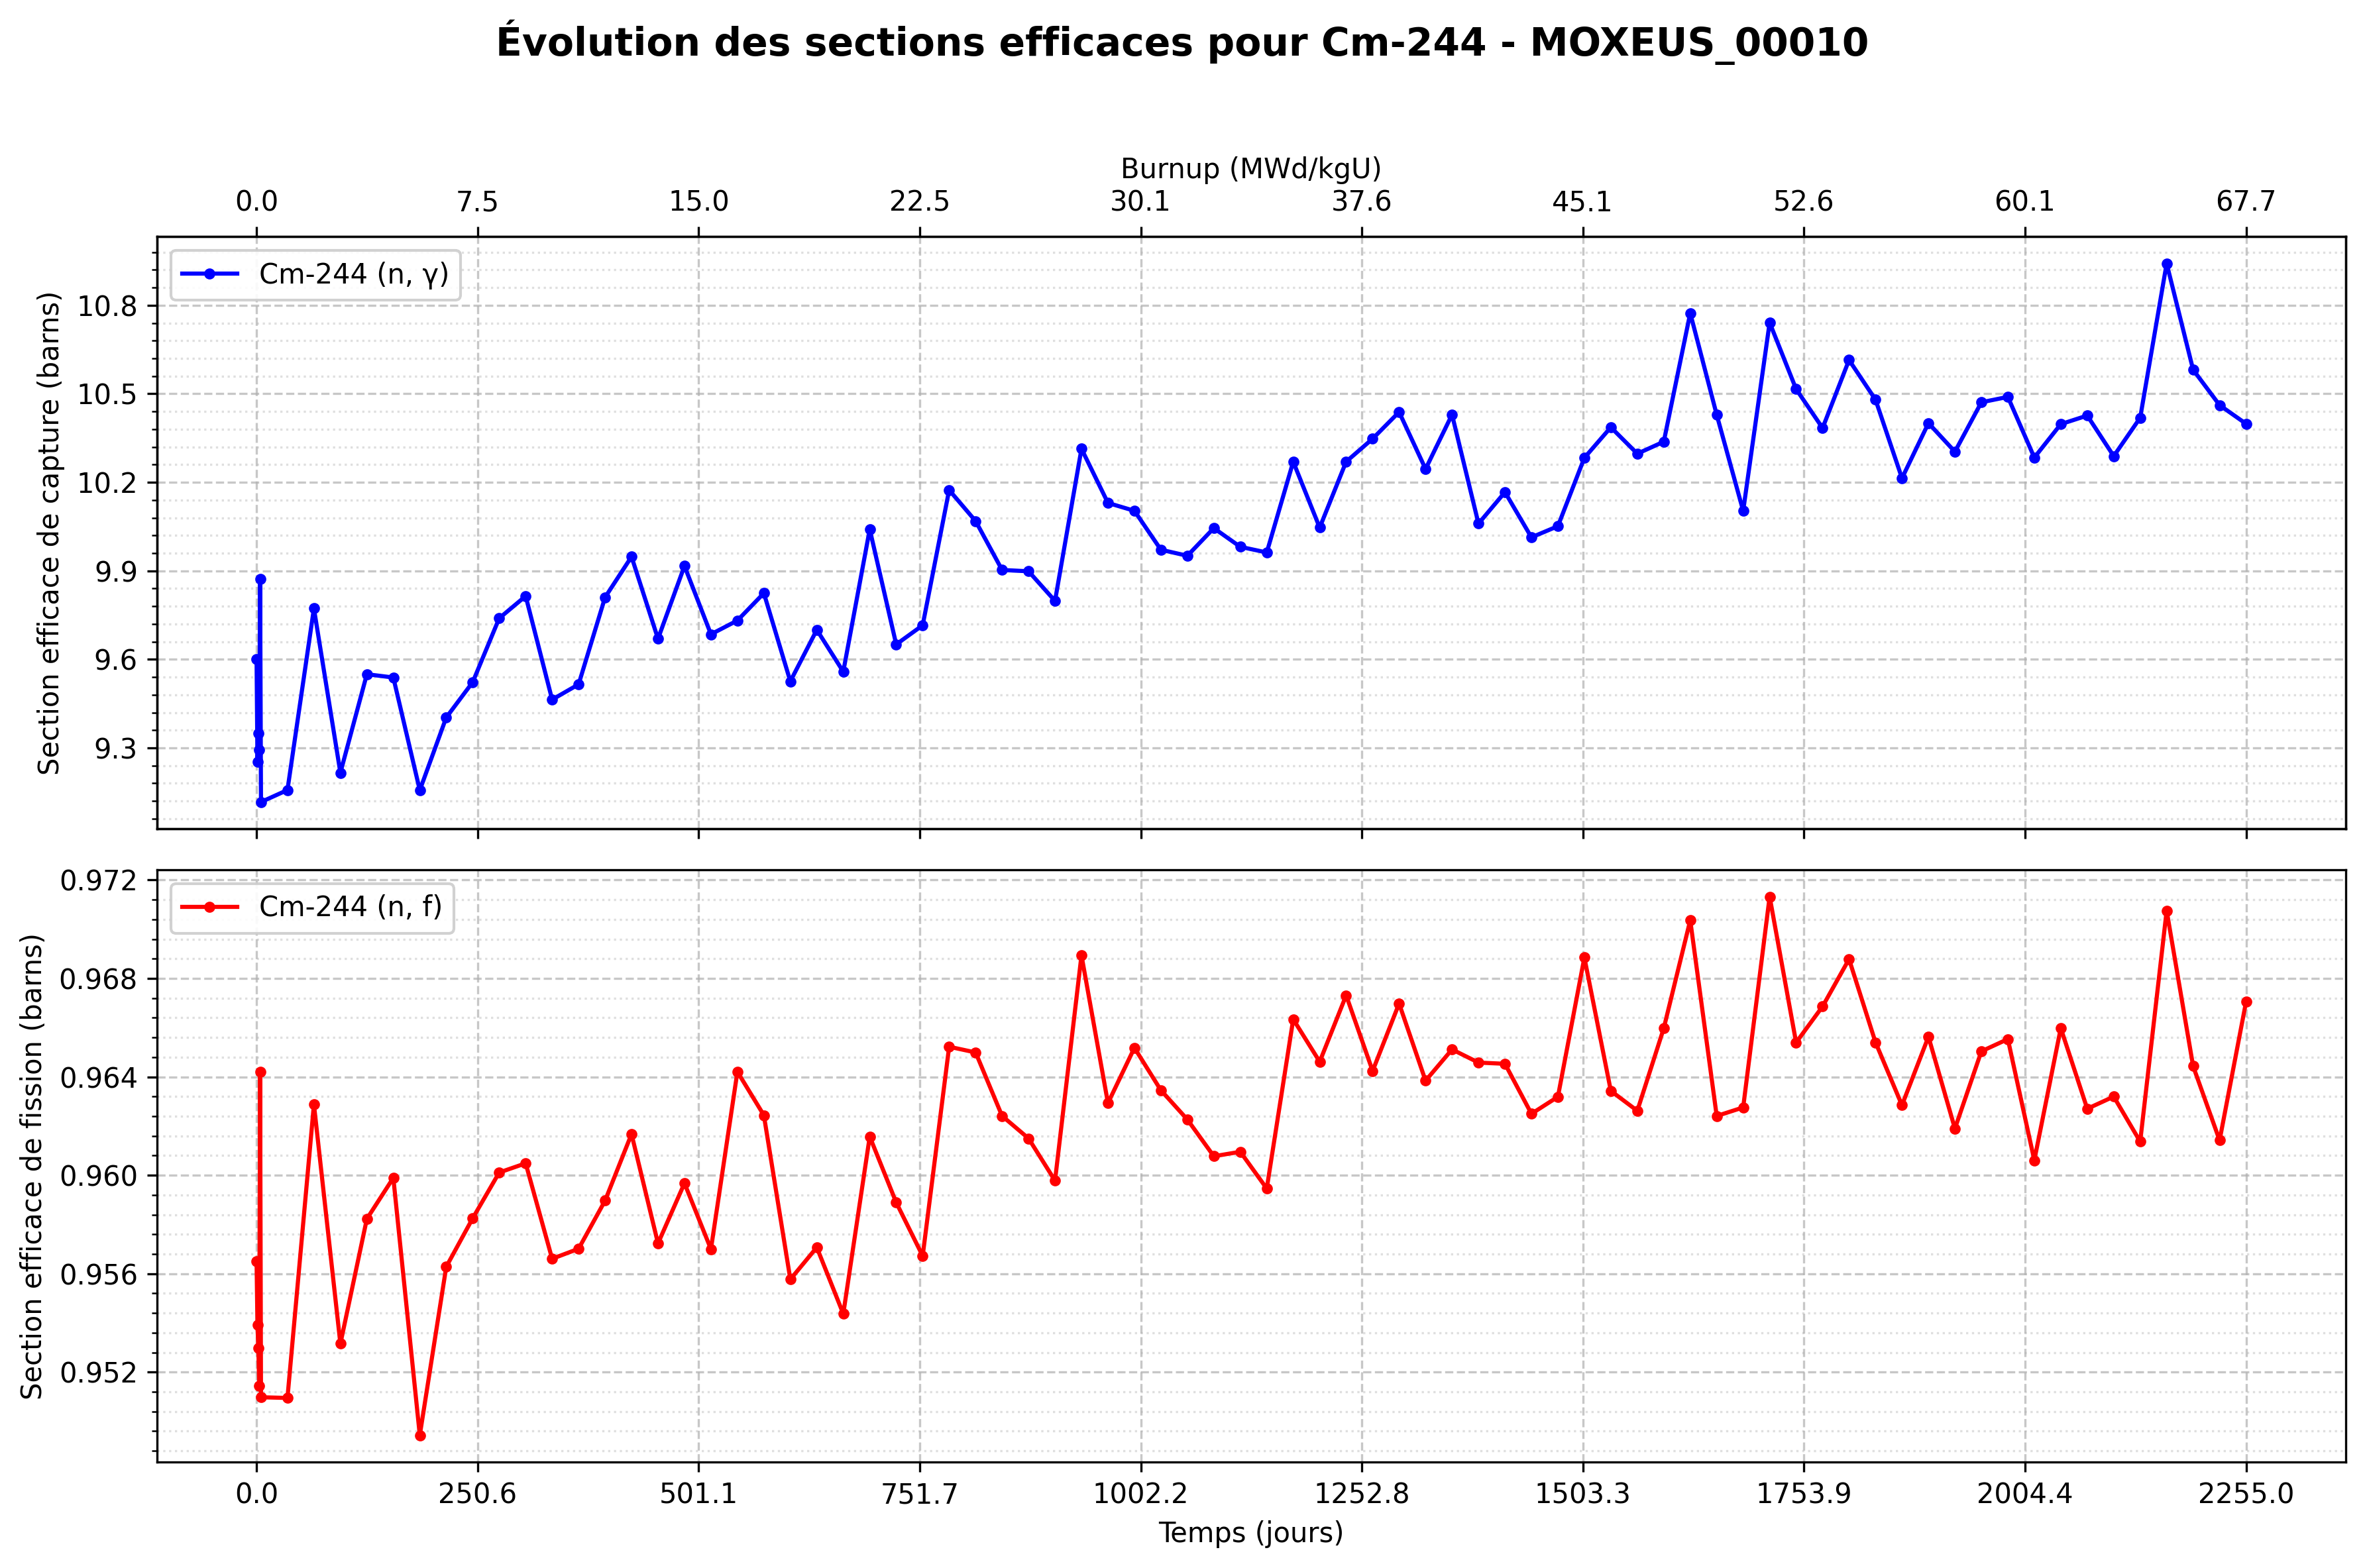 Évolution des sections efficaces pour Cm-244 - MOXEUS_00010
Burnup (MWd/kgU)
0.0 7.5 15.0 22.5 30.1 37.6 45.1 52.6 60.1 67.7
Cm-244 (n, γ)
Section efficace de capture (barns)
10.8
10.5
10.2
9.9
9.6
9.3
Cm-244 (n, f)
Section efficace de fission (barns)
0.972
0.968
0.964
0.960
0.956
0.952
0.0 250.6 501.1 751.7 1002.2 1252.8 1503.3 1753.9 2004.4 2255.0
Temps (jours)